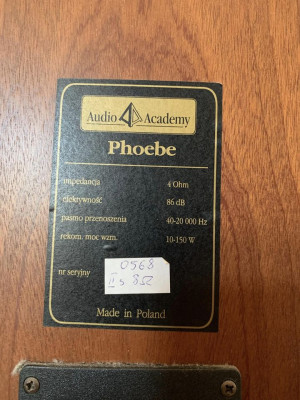 Audio Academy
Phoebe
impedancja 4 Ohm
efektywność 86 dB
pasmo przenoszenia 40-20 000 Hz
rekom. moc wzm. 10-150 W
nr seryjny 0568
Made in Poland